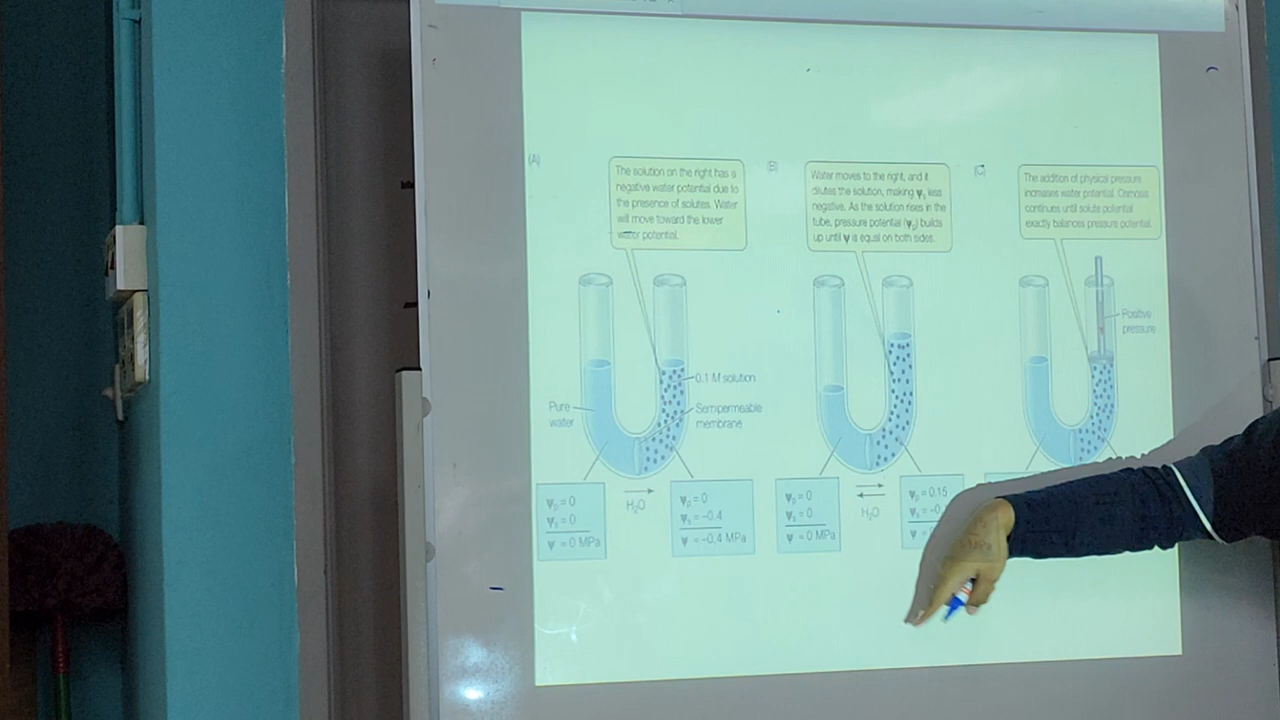 (A)
The solution on the right has a
negative water potential due to
the presence of solutes. Water
will move toward the lower
water potential.
Pure
water
0.1 M solution
Semipermeable
membrane
Ψp = 0
Ψs = 0
Ψ = 0 MPa
H₂O
Ψp = 0
Ψs = -0.4
Ψ = -0.4 MPa
(B)
Water moves to the right, and it
dilutes the solution, making Ψs less
negative. As the solution rises in the
tube, pressure potential (Ψp) builds
up until Ψ is equal on both sides.
Ψp = 0
Ψs = 0
Ψ = 0 MPa
H₂O
Ψp = 0.15
Ψs = -0
Ψ =
(C)
The addition of physical pressure
increases water potential. Osmosis
continues until solute potential
exactly balances pressure potential.
Positive
pressure